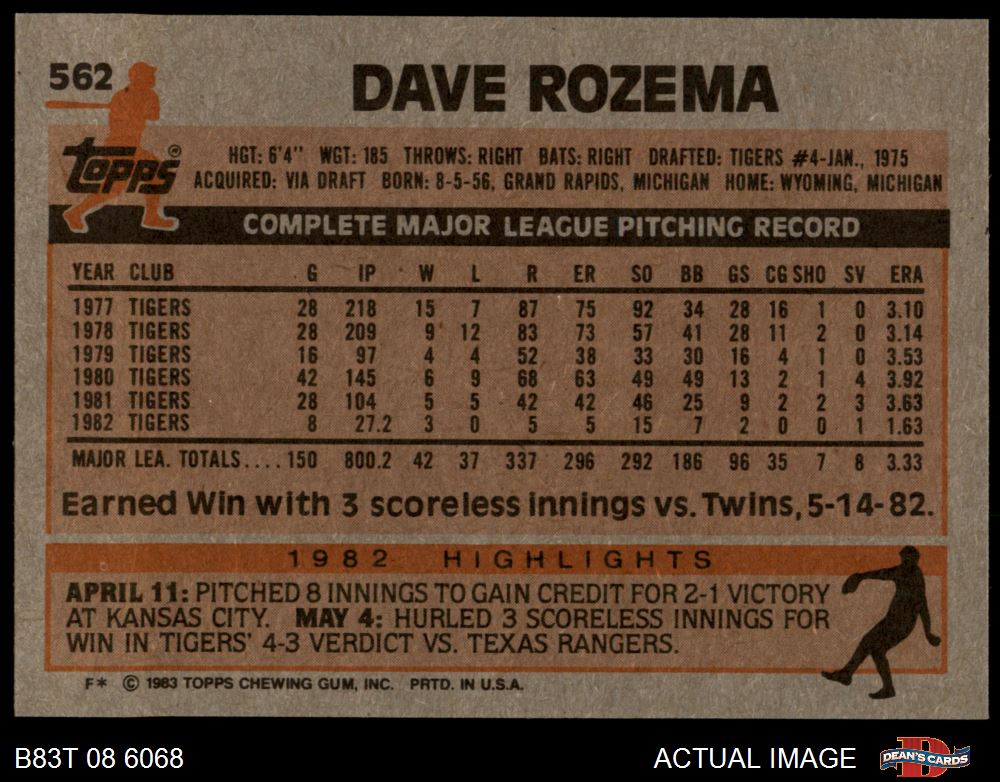 562
DAVE ROZEMA
TOPPS®
HGT: 6'4" WGT: 185 THROWS: RIGHT BATS: RIGHT DRAFTED: TIGERS #4-JAN., 1975
ACQUIRED: VIA DRAFT BORN: 8-5-56, GRAND RAPIDS, MICHIGAN HOME: WYOMING, MICHIGAN
COMPLETE MAJOR LEAGUE PITCHING RECORD
YEAR CLUB G IP W L R ER SO BB GS CG SHO SV ERA
1977 TIGERS 28 218 15 7 87 75 92 34 28 16 1 0 3.10
1978 TIGERS 28 209 9 12 83 73 57 41 28 11 2 0 3.14
1979 TIGERS 16 97 4 4 52 38 33 30 16 4 1 0 3.53
1980 TIGERS 42 145 6 9 68 63 49 49 13 2 1 4 3.92
1981 TIGERS 28 104 5 5 42 42 46 25 9 2 2 3 3.63
1982 TIGERS 8 27.2 3 0 5 5 15 7 2 0 0 1 1.63
MAJOR LEA. TOTALS.... 150 800.2 42 37 337 296 292 186 96 35 7 8 3.33
Earned Win with 3 scoreless innings vs. Twins, 5-14-82.
1982 HIGHLIGHTS
APRIL 11: PITCHED 8 INNINGS TO GAIN CREDIT FOR 2-1 VICTORY
AT KANSAS CITY. MAY 4: HURLED 3 SCORELESS INNINGS FOR
WIN IN TIGERS' 4-3 VERDICT VS. TEXAS RANGERS.
F* © 1983 TOPPS CHEWING GUM, INC. PRTD. IN U.S.A.
B83T 08 6068
ACTUAL IMAGE
DEAN'S CARDS